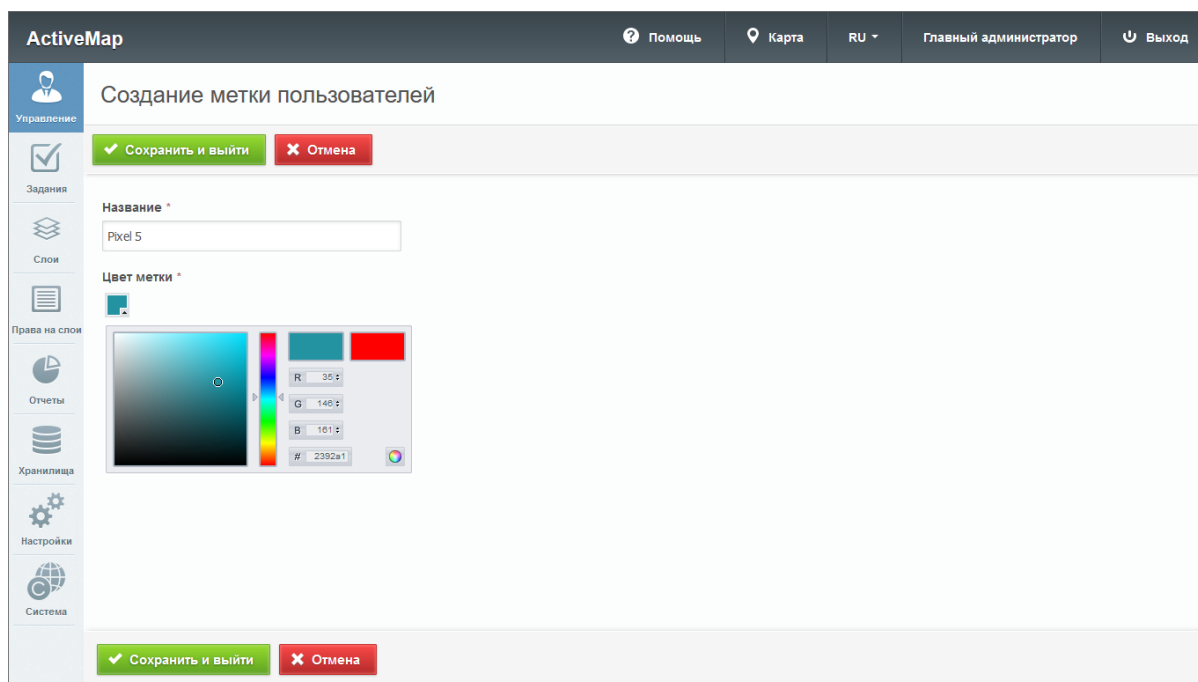 ActiveMap
Помощь
Карта
RU
Главный администратор
Выход
Управление
Задания
Слои
Права на слои
Отчеты
Хранилища
Настройки
Система
Создание метки пользователей
Сохранить и выйти
Отмена
Название *
Pixel 5
Цвет метки *
R 35
G 146
B 161
# 2392a1
Сохранить и выйти
Отмена